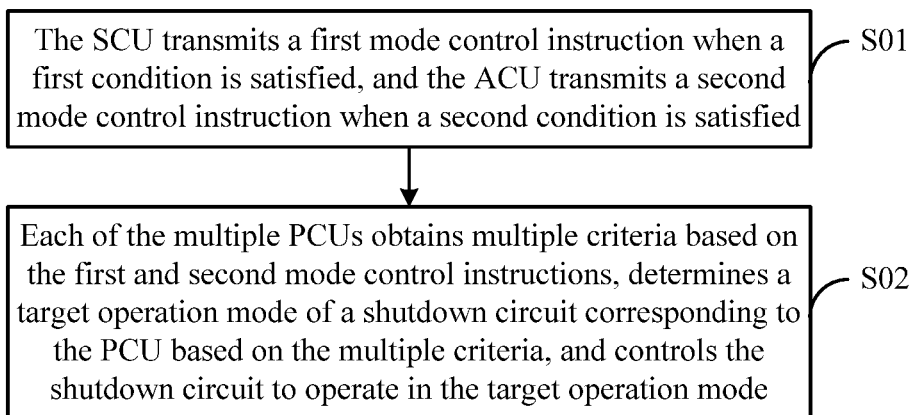 The SCU transmits a first mode control instruction when a
first condition is satisfied, and the ACU transmits a second
mode control instruction when a second condition is satisfied
S01
Each of the multiple PCUs obtains multiple criteria based on
the first and second mode control instructions, determines a
target operation mode of a shutdown circuit corresponding to
the PCU based on the multiple criteria, and controls the
shutdown circuit to operate in the target operation mode
S02